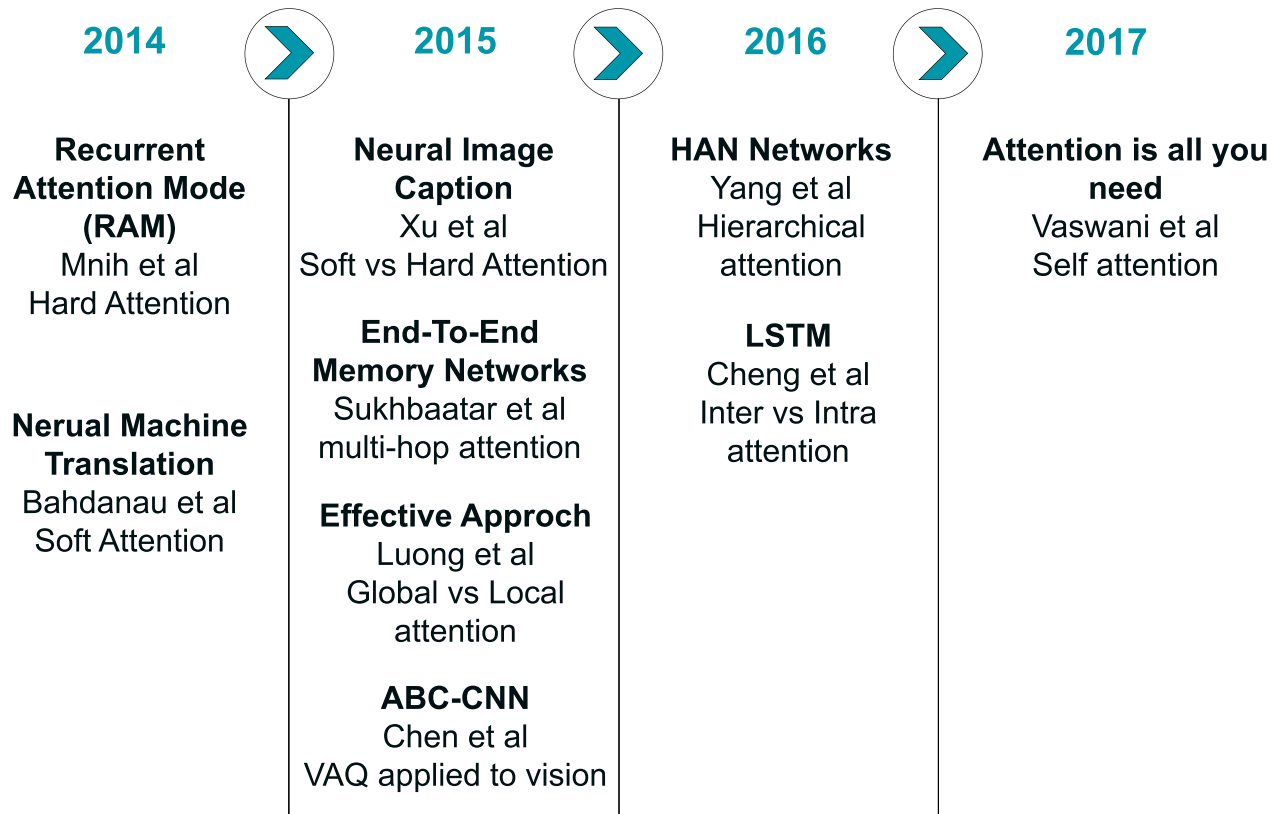 2014
Recurrent
Attention Mode
(RAM)
Mnih et al
Hard Attention
Nerual Machine
Translation
Bahdanau et al
Soft Attention
2015
Neural Image
Caption
Xu et al
Soft vs Hard Attention
End-To-End
Memory Networks
Sukhbaatar et al
multi-hop attention
Effective Approch
Luong et al
Global vs Local
attention
ABC-CNN
Chen et al
VAQ applied to vision
2016
HAN Networks
Yang et al
Hierarchical
attention
LSTM
Cheng et al
Inter vs Intra
attention
2017
Attention is all you
need
Vaswani et al
Self attention